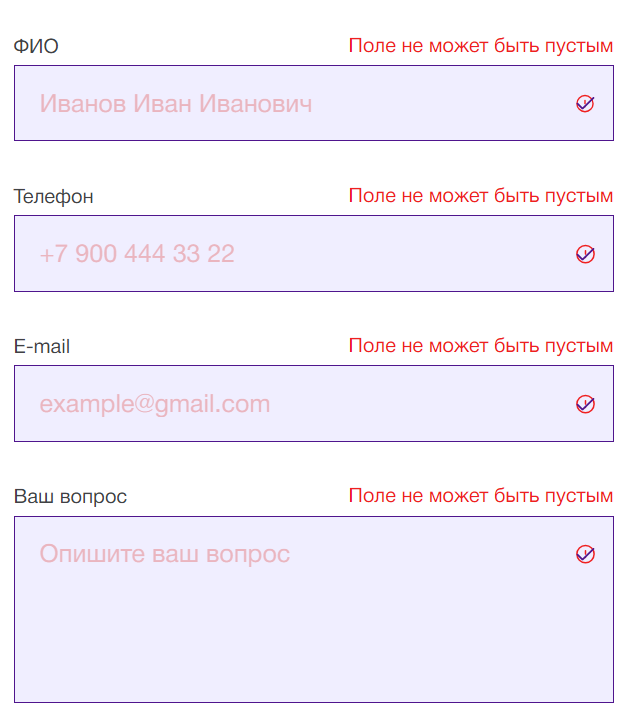 ФИО Поле не может быть пустым
Иванов Иван Иванович
Телефон Поле не может быть пустым
+7 900 444 33 22
E-mail Поле не может быть пустым
example@gmail.com
Ваш вопрос Поле не может быть пустым
Опишите ваш вопрос